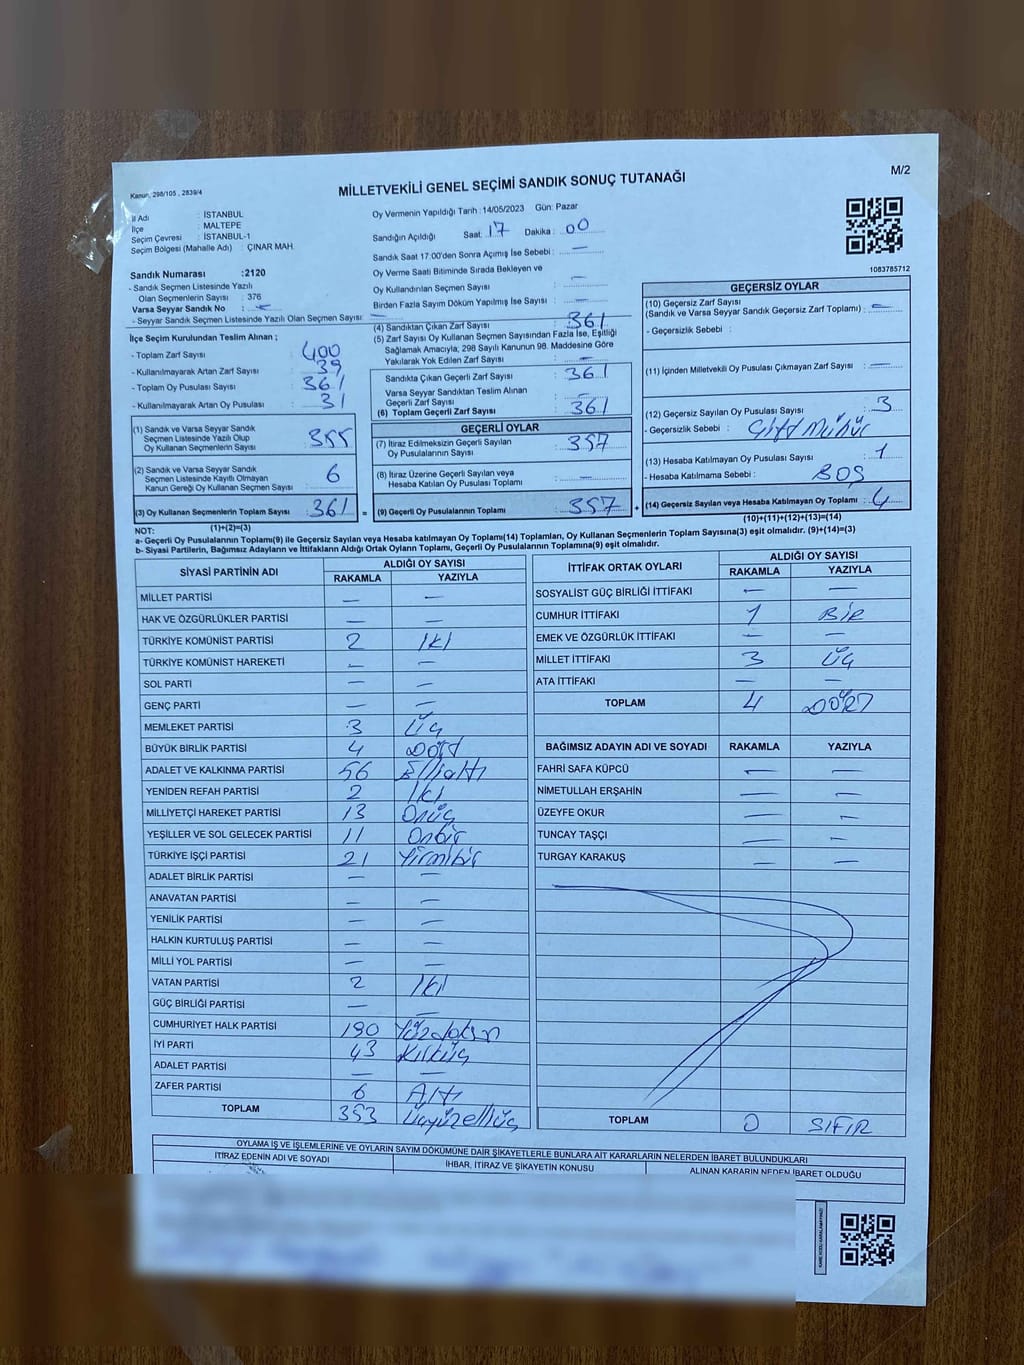 Kanun, 298/105 , 2839/4
M/2
MİLLETVEKİLİ GENEL SEÇİMİ SANDIK SONUÇ TUTANAĞI
İl Adı : İSTANBUL
İlçe : MALTEPE
Seçim Çevresi : İSTANBUL-1
Seçim Bölgesi (Mahalle Adı) : ÇINAR MAH.
Sandık Numarası :2120
- Sandık Seçmen Listesinde Yazılı
Olan Seçmenlerin Sayısı : 376
Varsa Seyyar Sandık No : —
- Seyyar Sandık Seçmen Listesinde Yazılı Olan Seçmen Sayısı: —
Oy Vermenin Yapıldığı Tarih :14/05/2023 Gün: Pazar
Sandığın Açıldığı Saat: 17 Dakika : 00
Sandık Saat 17:00'den Sonra Açılmış İse Sebebi : —
Oy Verme Saati Bitiminde Sırada Bekleyen ve
Oy Kullandırılan Seçmen Sayısı : —
Birden Fazla Sayım Döküm Yapılmış İse Sayısı : —
1083785712
İlçe Seçim Kurulundan Teslim Alınan ;
- Toplam Zarf Sayısı : 400
- Kullanılmayarak Artan Zarf Sayısı : 39
- Toplam Oy Pusulası Sayısı : 361
- Kullanılmayarak Artan Oy Pusulası : 31
(1) Sandık ve Varsa Seyyar Sandık
Seçmen Listesinde Yazılı Olup
Oy Kullanan Seçmenlerin Sayısı : 355
(2) Sandık ve Varsa Seyyar Sandık
Seçmen Listesinde Kayıtlı Olmayan
Kanun Gereği Oy Kullanan Seçmen Sayısı : 6
(3) Oy Kullanan Seçmenlerin Toplam Sayısı : 361 =
(1)+(2)=(3)
(4) Sandıktan Çıkan Zarf Sayısı : 361
(5) Zarf Sayısı Oy Kullanan Seçmen Sayısından Fazla İse, Eşitliği
Sağlamak Amacıyla; 298 Sayılı Kanunun 98. Maddesine Göre
Yakılarak Yok Edilen Zarf Sayısı : —
Sandıkta Çıkan Geçerli Zarf Sayısı : 361
Varsa Seyyar Sandıktan Teslim Alınan
Geçerli Zarf Sayısı : —
(6) Toplam Geçerli Zarf Sayısı : 361
GEÇERLİ OYLAR
(7) İtiraz Edilmeksizin Geçerli Sayılan
Oy Pusulalarının Sayısı : 357
(8) İtiraz Üzerine Geçerli Sayılan veya
Hesaba Katılan Oy Pusulası Toplamı : —
(9) Geçerli Oy Pusulalarının Toplamı : 357 +
GEÇERSİZ OYLAR
(10) Geçersiz Zarf Sayısı
(Sandık ve Varsa Seyyar Sandık Geçersiz Zarf Toplamı) : —
- Geçersizlik Sebebi :
(11) İçinden Milletvekili Oy Pusulası Çıkmayan Zarf Sayısı : —
(12) Geçersiz Sayılan Oy Pusulası Sayısı : 3
- Geçersizlik Sebebi : Çift Mühür
(13) Hesaba Katılmayan Oy Pusulası Sayısı : 1
- Hesaba Katılmama Sebebi : BOŞ
(14) Geçersiz Sayılan veya Hesaba Katılmayan Oy Toplamı : 4
(10)+(11)+(12)+(13)=(14)
NOT:
a- Geçerli Oy Pusulalarının Toplamı(9) ile Geçersiz Sayılan veya Hesaba katılmayan Oy Toplamı(14) Toplamları, Oy Kullanan Seçmenlerin Toplam Sayısına(3) eşit olmalıdır. (9)+(14)=(3)
b- Siyasi Partilerin, Bağımsız Adayların ve İttifakların Aldığı Ortak Oyların Toplamı, Geçerli Oy Pusulalarının Toplamına(9) eşit olmalıdır.
SİYASİ PARTİNİN ADI ALDIĞI OY SAYISI
RAKAMLA YAZIYLA
MİLLET PARTİSİ — —
HAK VE ÖZGÜRLÜKLER PARTİSİ — —
TÜRKİYE KOMÜNİST PARTİSİ 2 İki
TÜRKİYE KOMÜNİST HAREKETİ — —
SOL PARTİ — —
GENÇ PARTİ — —
MEMLEKET PARTİSİ 3 Üç
BÜYÜK BİRLİK PARTİSİ 4 Dört
ADALET VE KALKINMA PARTİSİ 56 Elliatlı
YENİDEN REFAH PARTİSİ 2 İki
MİLLİYETÇİ HAREKET PARTİSİ 13 Onüç
YEŞİLLER VE SOL GELECEK PARTİSİ 11 Onbir
TÜRKİYE İŞÇİ PARTİSİ 21 Yirmibir
ADALET BİRLİK PARTİSİ — —
ANAVATAN PARTİSİ — —
YENİLİK PARTİSİ — —
HALKIN KURTULUŞ PARTİSİ — —
MİLLİ YOL PARTİSİ — —
VATAN PARTİSİ 2 İki
GÜÇ BİRLİĞİ PARTİSİ — —
CUMHURİYET HALK PARTİSİ 190 Yüzdoksan
İYİ PARTİ 43 Kırküç
ADALET PARTİSİ — —
ZAFER PARTİSİ 6 Altı
TOPLAM 353 Üçyüzelliüç
İTTİFAK ORTAK OYLARI ALDIĞI OY SAYISI
RAKAMLA YAZIYLA
SOSYALİST GÜÇ BİRLİĞİ İTTİFAKI — —
CUMHUR İTTİFAKI 1 BİR
EMEK VE ÖZGÜRLÜK İTTİFAKI — —
MİLLET İTTİFAKI 3 ÜÇ
ATA İTTİFAKI — —
TOPLAM 4 DÖRT
BAĞIMSIZ ADAYIN ADI VE SOYADI RAKAMLA YAZIYLA
FAHRİ SAFA KÜPCÜ — —
NİMETULLAH ERŞAHİN — —
ÜZEYFE OKUR — —
TUNCAY TAŞÇI — —
TURGAY KARAKUŞ — —
TOPLAM 0 SIFIR
OYLAMA İŞ VE İŞLEMLERİNE VE OYLARIN SAYIM DÖKÜMÜNE DAİR ŞİKAYETLERLE BUNLARA AİT KARARLARIN NELERDEN İBARET BULUNDUKLARI
İTİRAZ EDENİN ADI VE SOYADI İHBAR, İTİRAZ VE ŞİKAYETİN KONUSU ALINAN KARARIN NEDEN İBARET OLDUĞU